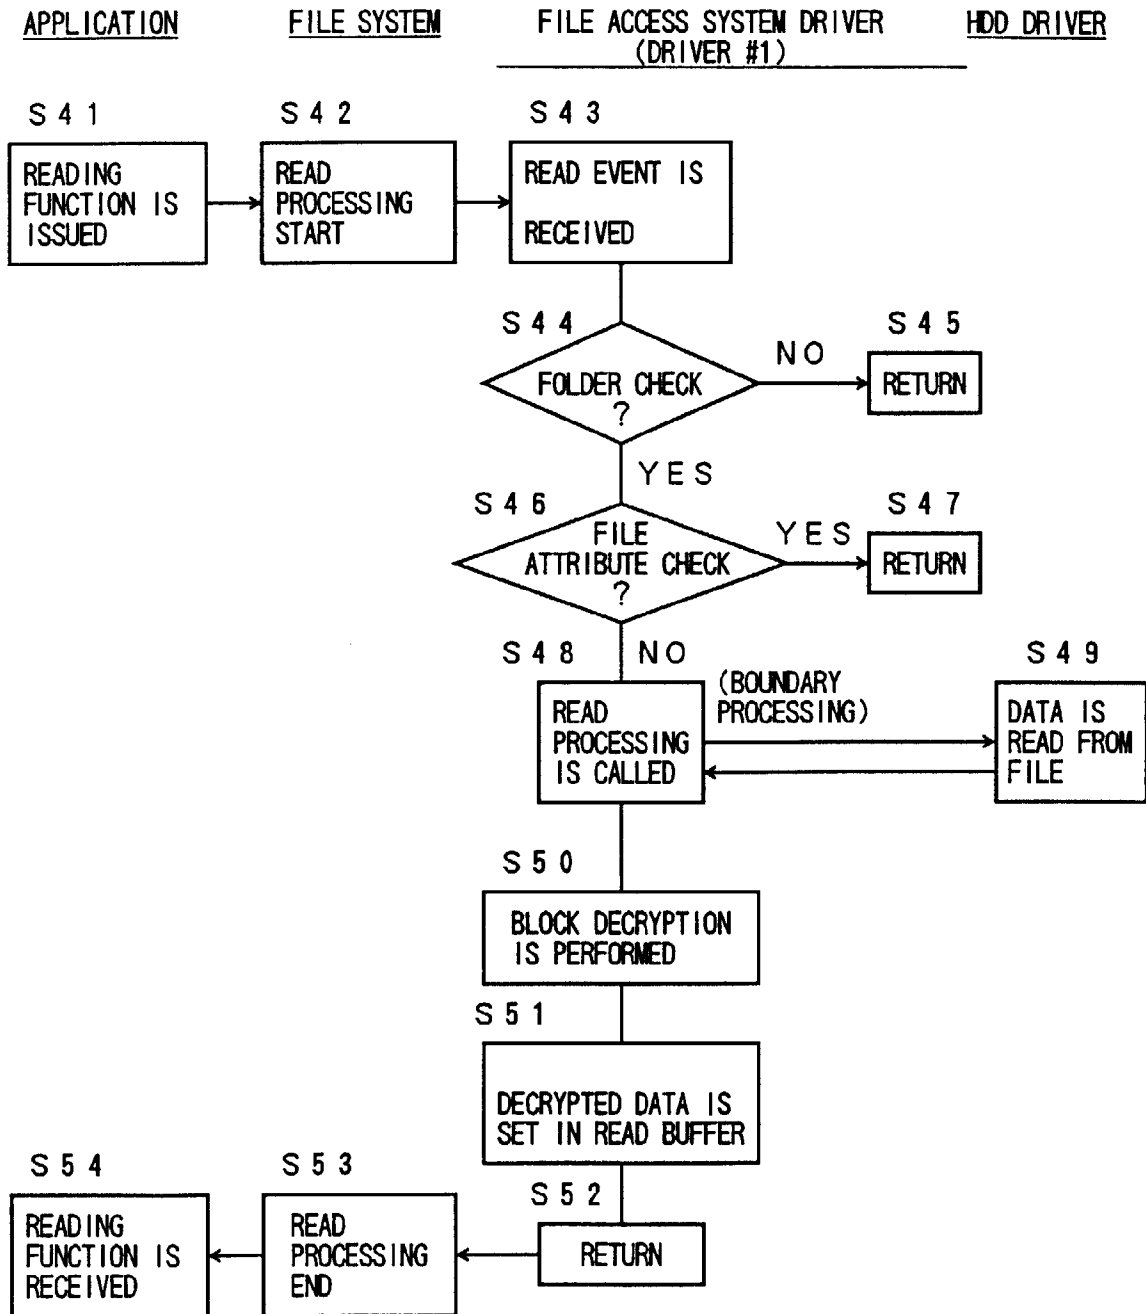 APPLICATION
FILE SYSTEM
FILE ACCESS SYSTEM DRIVER
(DRIVER #1)
HDD DRIVER
S41
READING
FUNCTION IS
ISSUED
S42
READ
PROCESSING
START
S43
READ EVENT IS
RECEIVED
S44
FOLDER CHECK
?
NO
S45
RETURN
YES
S46
FILE
ATTRIBUTE CHECK
?
YES
S47
RETURN
NO
S48
READ
PROCESSING
IS CALLED
(BOUNDARY
PROCESSING)
S49
DATA IS
READ FROM
FILE
S50
BLOCK DECRYPTION
IS PERFORMED
S51
DECRYPTED DATA IS
SET IN READ BUFFER
S52
RETURN
S53
READ
PROCESSING
END
S54
READING
FUNCTION IS
RECEIVED